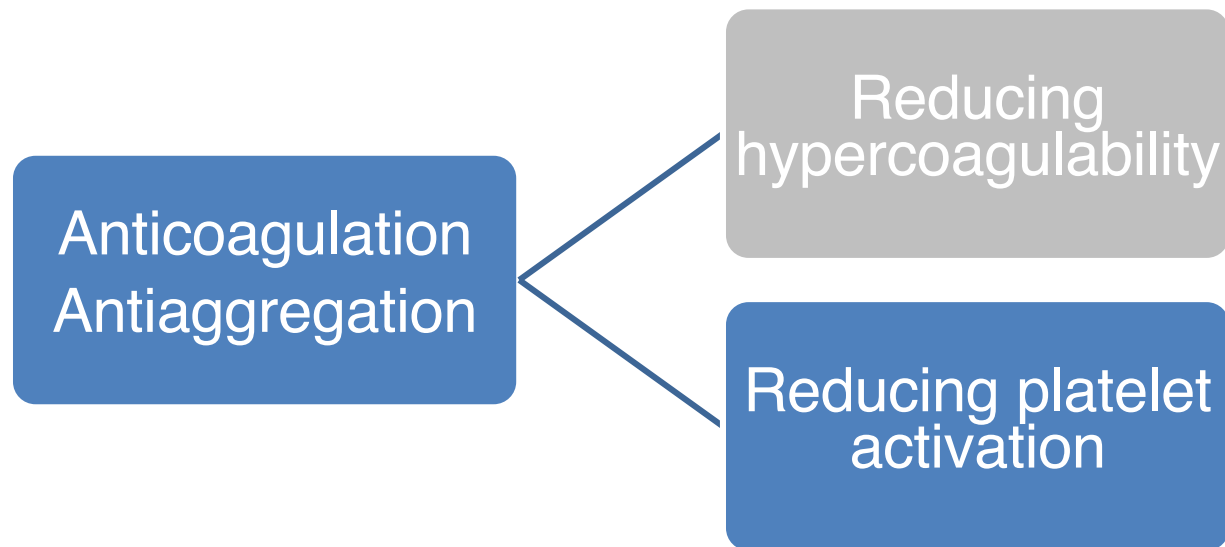 Anticoagulation
Antiaggregation
Reducing
hypercoagulability
Reducing platelet
activation